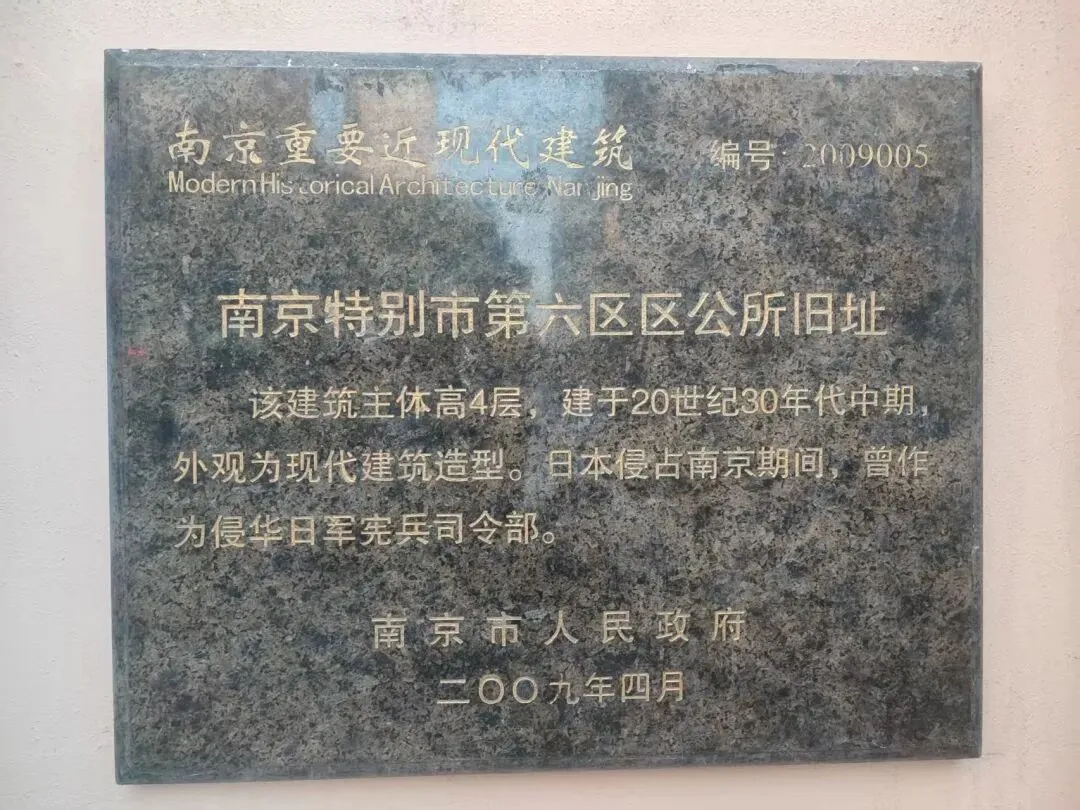 南京重要近现代建筑 编号：2009005
Modern Historical Architecture Nanjing
南京特别市第六区区公所旧址
该建筑主体高4层，建于20世纪30年代中期，
外观为现代建筑造型。日本侵占南京期间，曾作
为侵华日军宪兵司令部。
南京市人民政府
二〇〇九年四月